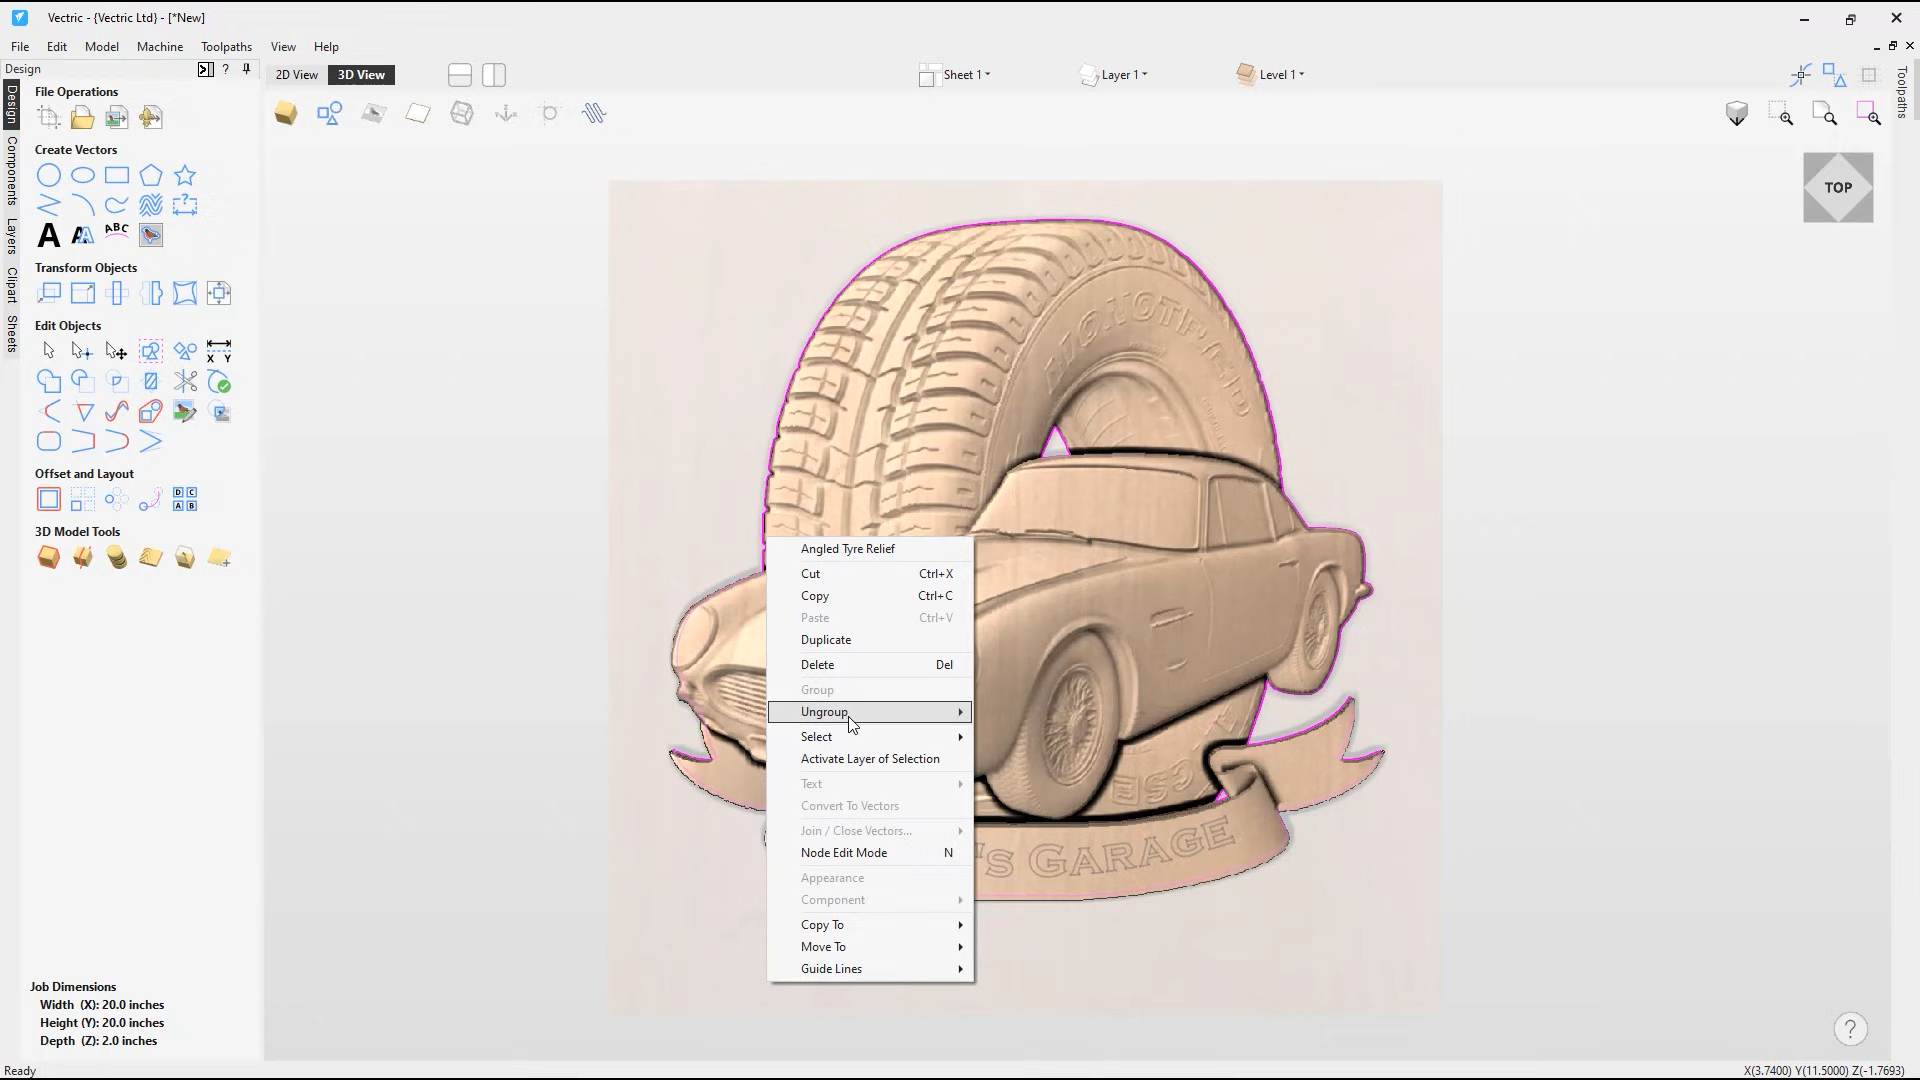 Vectric - {Vectric Ltd} - [*New]
File Edit Model Machine Toolpaths View Help
Design ?
2D View 3D View Sheet 1 Layer 1 Level 1
Design
Components
Layers
Clipart
Sheets
Toolpaths
File Operations
Create Vectors
?
A A ABC
Transform Objects
Edit Objects
X Y
Offset and Layout
D C
A B
3D Model Tools
Job Dimensions
Width (X): 20.0 inches
Height (Y): 20.0 inches
Depth (Z): 2.0 inches
Ready
TOP
Angled Tyre Relief
Cut Ctrl+X
Copy Ctrl+C
Paste Ctrl+V
Duplicate
Delete Del
Group
Ungroup
Select
Activate Layer of Selection
Text
Convert To Vectors
Join / Close Vectors...
Node Edit Mode N
Appearance
Component
Copy To
Move To
Guide Lines
'S GARAGE
?
X(3.7400) Y(11.5000) Z(-1.7693)